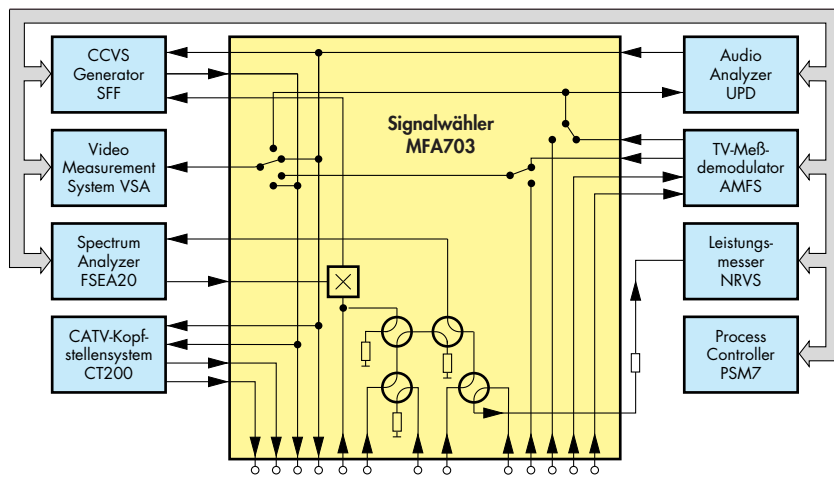 CCVS
Generator
SFF
Video
Measurement
System VSA
Spectrum
Analyzer
FSEA20
CATV-Kopf-
stellensystem
CT200
Signalwähler
MFA703
Audio
Analyzer
UPD
TV-Meß-
demodulator
AMFS
Leistungs-
messer
NRVS
Process
Controller
PSM7